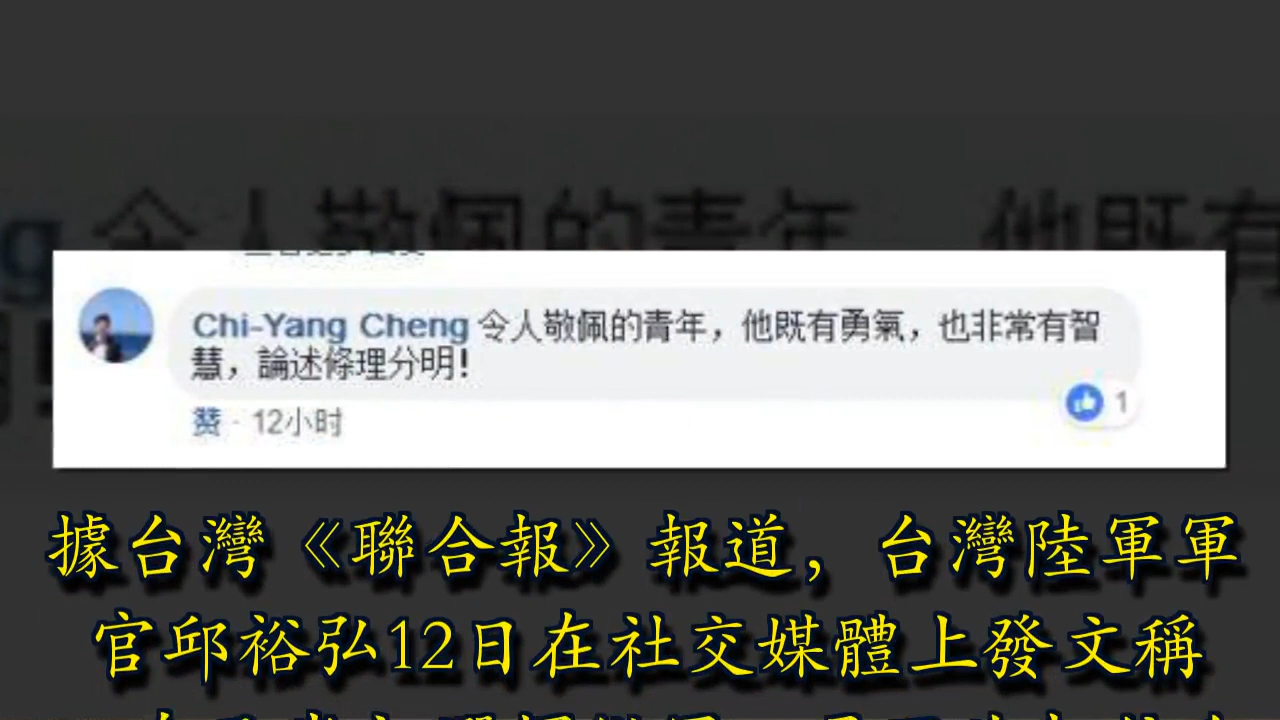 Chi-Yang Cheng 令人敬佩的青年，他既有勇氣，也非常有智
慧，論述條理分明！
赞 · 12小时
1
據台灣《聯合報》報道，台灣陸軍軍
官邱裕弘12日在社交媒體上發文稱